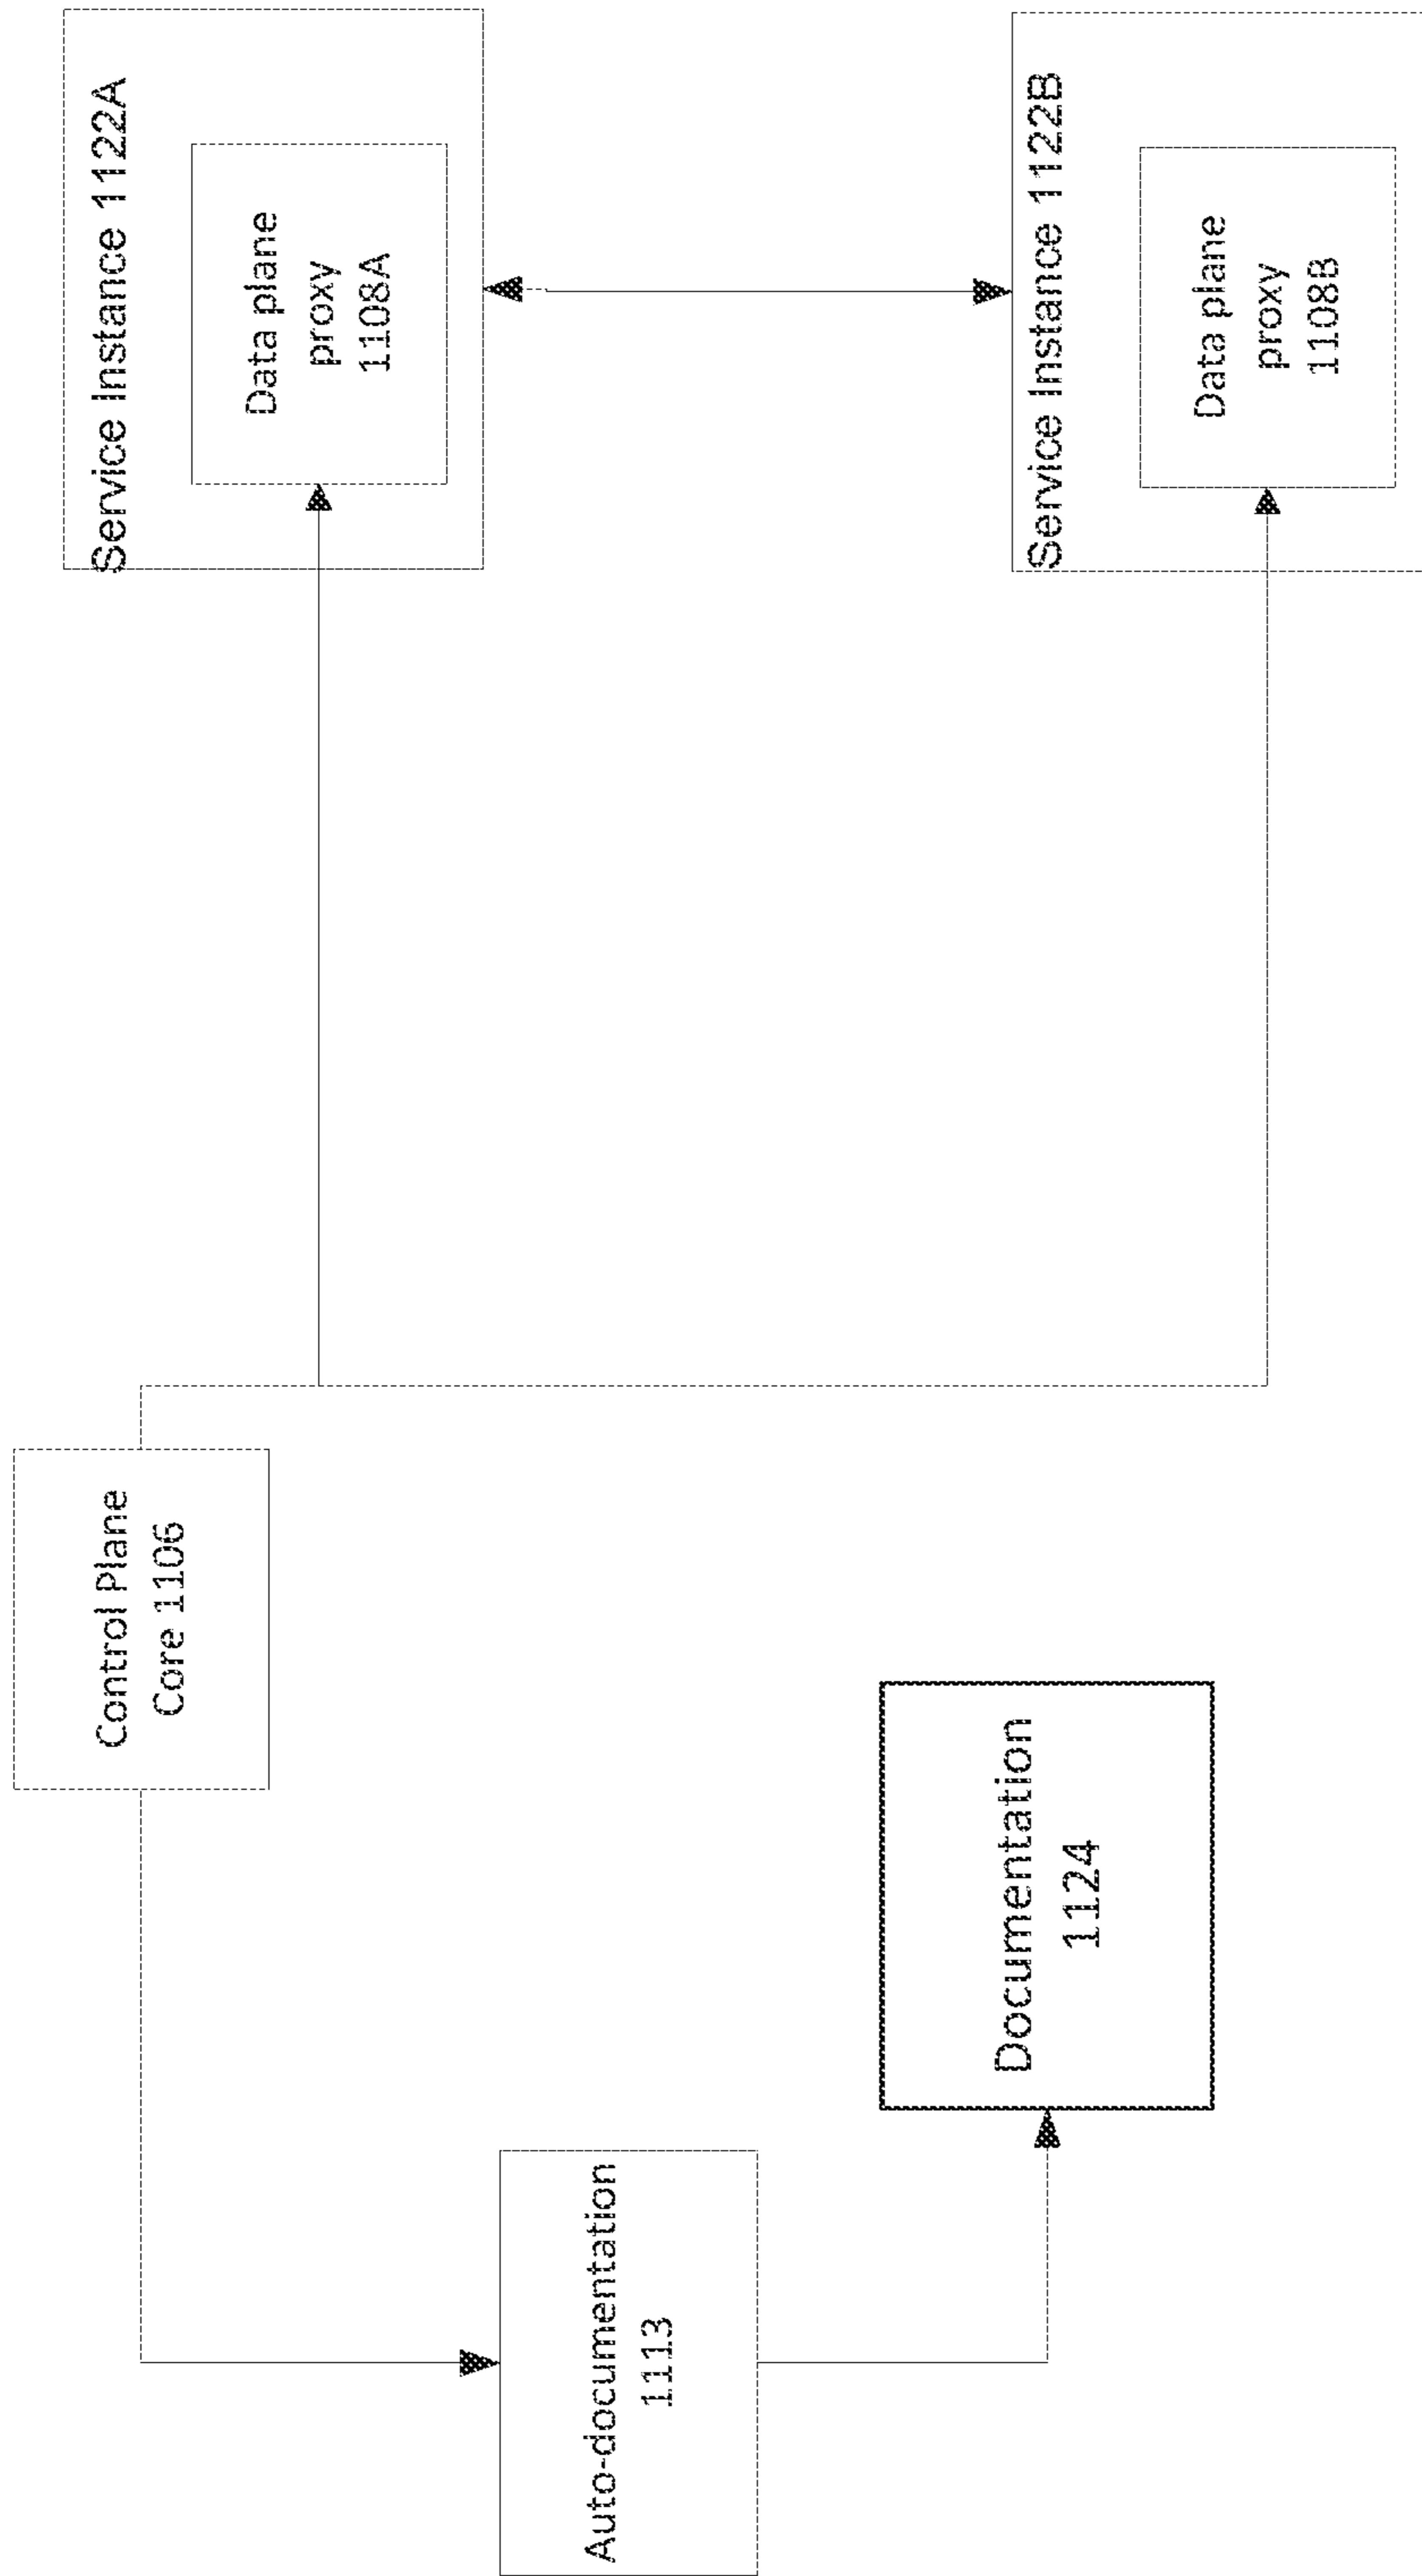 Control Plane
Core 1106
Service Instance 1122A
Data plane
proxy
1108A
Auto-documentation
1113
Documentation
1124
Service Instance 1122B
Data plane
proxy
1108B